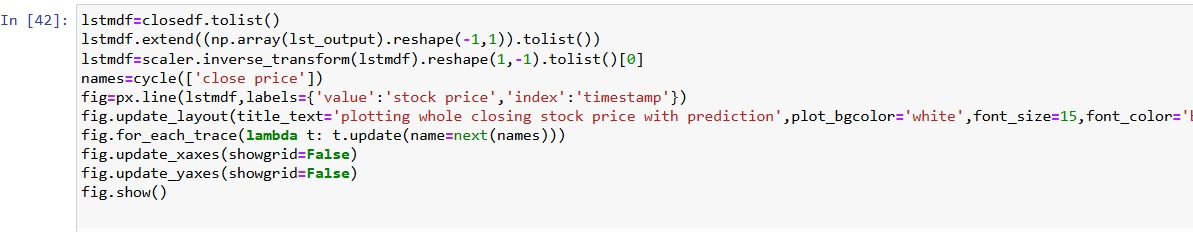 In [42]: lstmdf=closedf.tolist()
lstmdf.extend((np.array(lst_output).reshape(-1,1)).tolist())
lstmdf=scaler.inverse_transform(lstmdf).reshape(1,-1).tolist()[0]
names=cycle(['close price'])
fig=px.line(lstmdf,labels={'value':'stock price','index':'timestamp'})
fig.update_layout(title_text='plotting whole closing stock price with prediction',plot_bgcolor='white',font_size=15,font_color='
fig.for_each_trace(lambda t: t.update(name=next(names)))
fig.update_xaxes(showgrid=False)
fig.update_yaxes(showgrid=False)
fig.show()